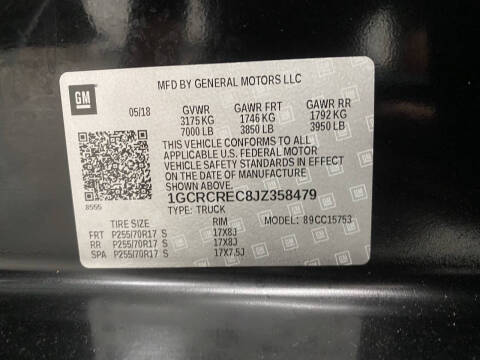 MFD BY GENERAL MOTORS LLC
GM
05/18 GVWR GAWR FRT GAWR RR
3175 KG 1746 KG 1792 KG
7000 LB 3850 LB 3950 LB
THIS VEHICLE CONFORMS TO ALL
APPLICABLE U.S. FEDERAL MOTOR
VEHICLE SAFETY STANDARDS IN EFFECT
ON THE DATE OF MANUFACTURE
SHOWN ABOVE.
8555 1GCRCREC8JZ358479
TYPE: TRUCK MODEL: 89CC15753
TIRE SIZE RIM
FRT P255/70R17 S 17X8J
RR P255/70R17 S 17X8J
SPA P255/70R17 S 17X7.5J